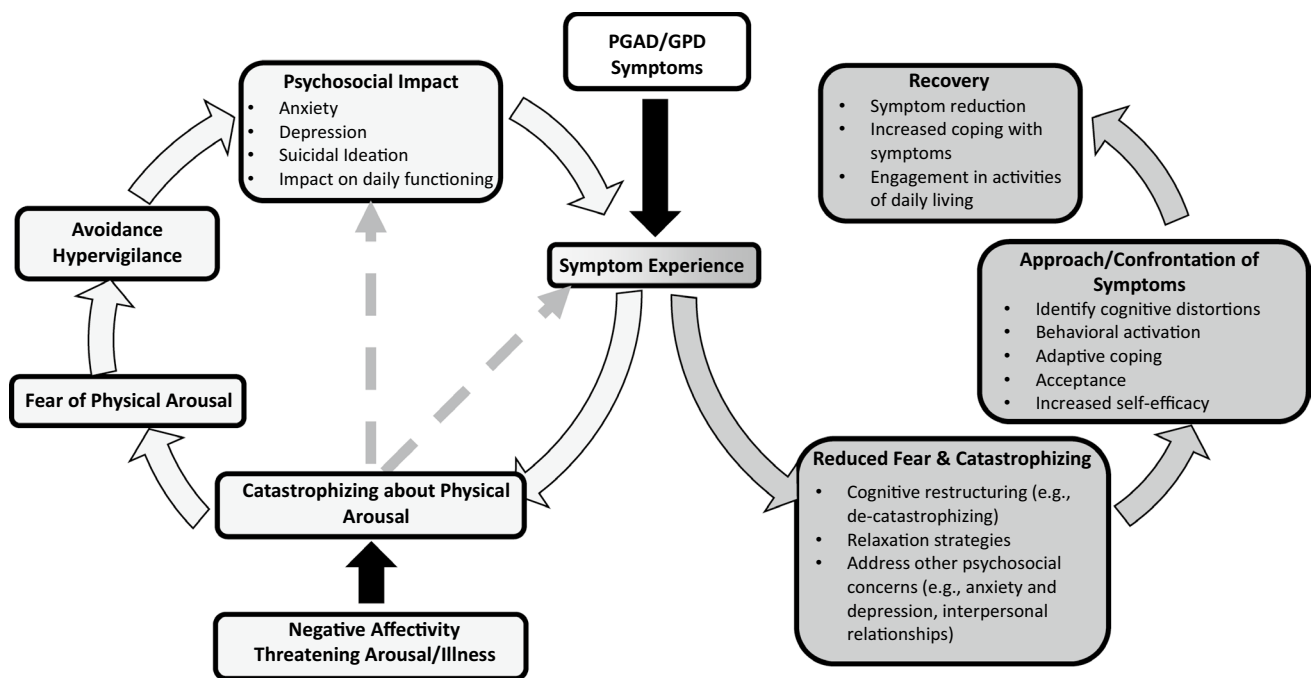 PGAD/GPD
Symptoms
Psychosocial Impact
• Anxiety
• Depression
• Suicidal Ideation
• Impact on daily functioning
Avoidance
Hypervigilance
Fear of Physical Arousal
Catastrophizing about Physical
Arousal
Negative Affectivity
Threatening Arousal/Illness
Symptom Experience
Reduced Fear & Catastrophizing
• Cognitive restructuring (e.g.,
de-catastrophizing)
• Relaxation strategies
• Address other psychosocial
concerns (e.g., anxiety and
depression, interpersonal
relationships)
Approach/Confrontation of
Symptoms
• Identify cognitive distortions
• Behavioral activation
• Adaptive coping
• Acceptance
• Increased self-efficacy
Recovery
• Symptom reduction
• Increased coping with
symptoms
• Engagement in activities
of daily living